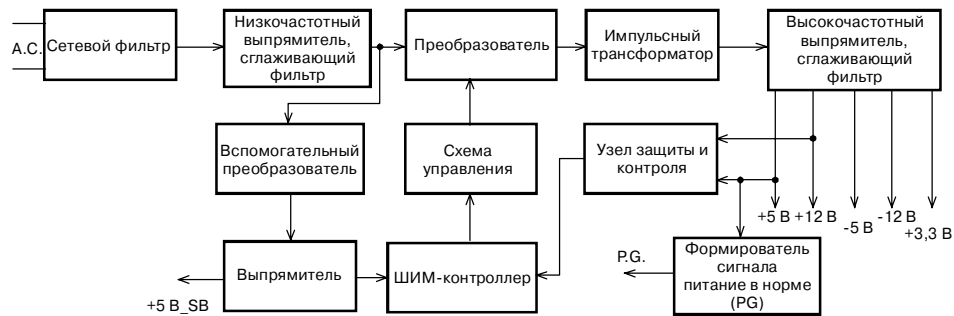 A.C.
Сетевой фильтр
Низкочастотный
выпрямитель,
сглаживающий
фильтр
Преобразователь
Импульсный
трансформатор
Высокочастотный
выпрямитель,
сглаживающий
фильтр
Вспомогательный
преобразователь
Схема
управления
Узел защиты и
контроля
+5 В
+12 В
-5 В
-12 В
+3,3 В
Выпрямитель
ШИМ-контроллер
P.G.
Формирователь
сигнала
питание в норме
(PG)
+5 В_SB